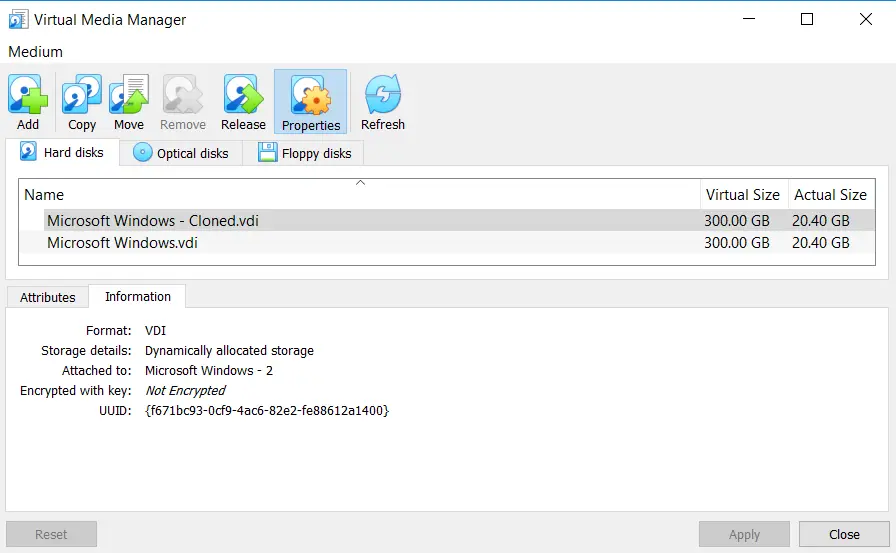 Virtual Media Manager
Medium
Add Copy Move Remove Release Properties Refresh
Hard disks Optical disks Floppy disks
Name Virtual Size Actual Size
Microsoft Windows - Cloned.vdi 300.00 GB 20.40 GB
Microsoft Windows.vdi 300.00 GB 20.40 GB
Attributes Information
Format: VDI
Storage details: Dynamically allocated storage
Attached to: Microsoft Windows - 2
Encrypted with key: Not Encrypted
UUID: {f671bc93-0cf9-4ac6-82e2-fe88612a1400}
Reset Apply Close